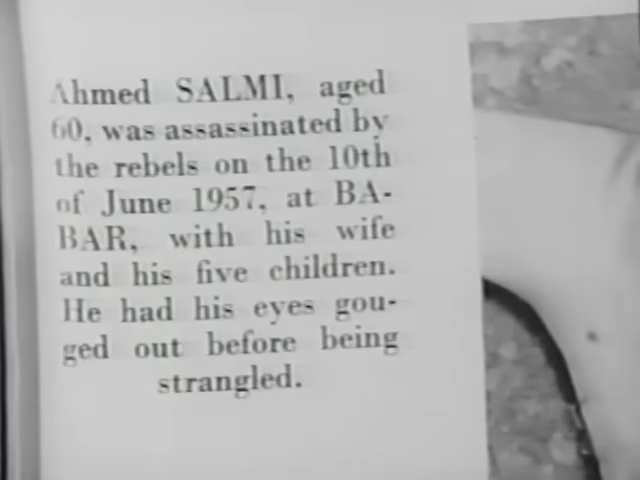 Ahmed SALMI, aged
60, was assassinated by
the rebels on the 10th
of June 1957, at BA-
BAR, with his wife
and his five children.
He had his eyes gou-
ged out before being
strangled.